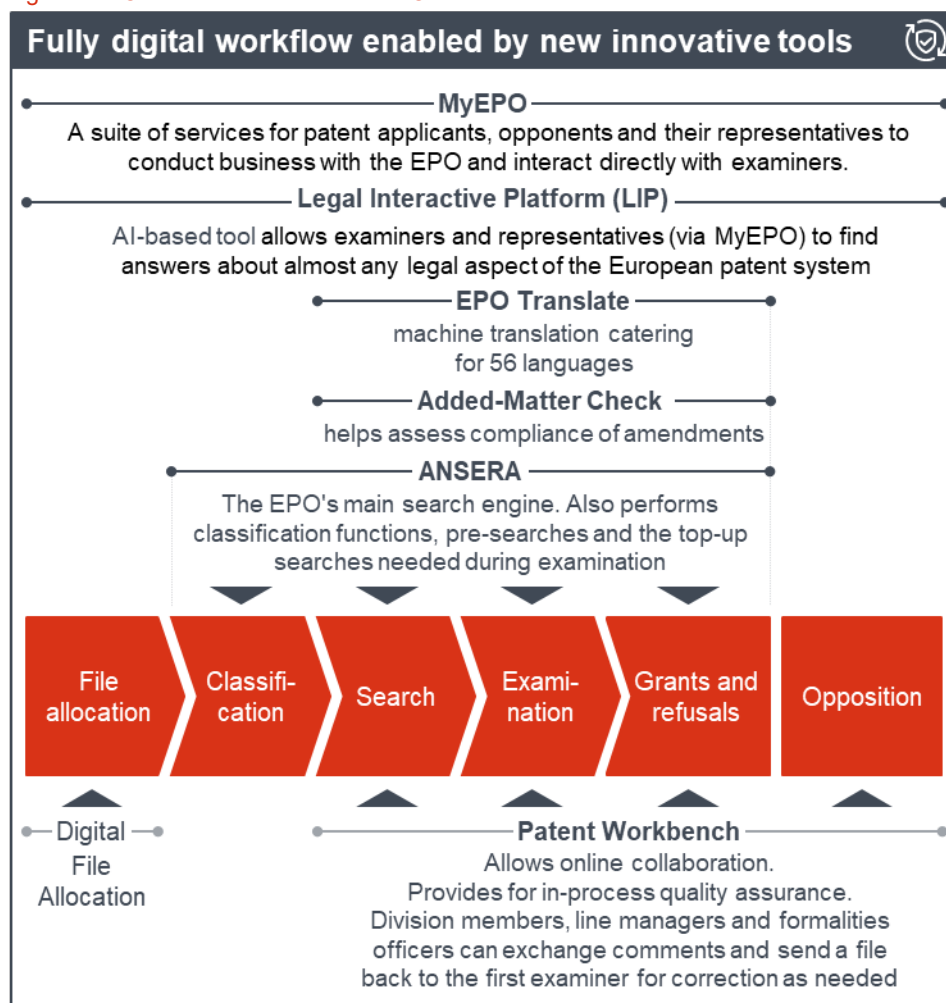 Fully digital workflow enabled by new innovative tools
MyEPO
A suite of services for patent applicants, opponents and their representatives to
conduct business with the EPO and interact directly with examiners.
Legal Interactive Platform (LIP)
AI-based tool allows examiners and representatives (via MyEPO) to find
answers about almost any legal aspect of the European patent system
EPO Translate
machine translation catering
for 56 languages
Added-Matter Check
helps assess compliance of amendments
ANSERA
The EPO's main search engine. Also performs
classification functions, pre-searches and the top-up
searches needed during examination
File
allocation
Classifi-
cation
Search
Exami-
nation
Grants and
refusals
Opposition
Digital
File
Allocation
Patent Workbench
Allows online collaboration.
Provides for in-process quality assurance.
Division members, line managers and formalities
officers can exchange comments and send a file
back to the first examiner for correction as needed